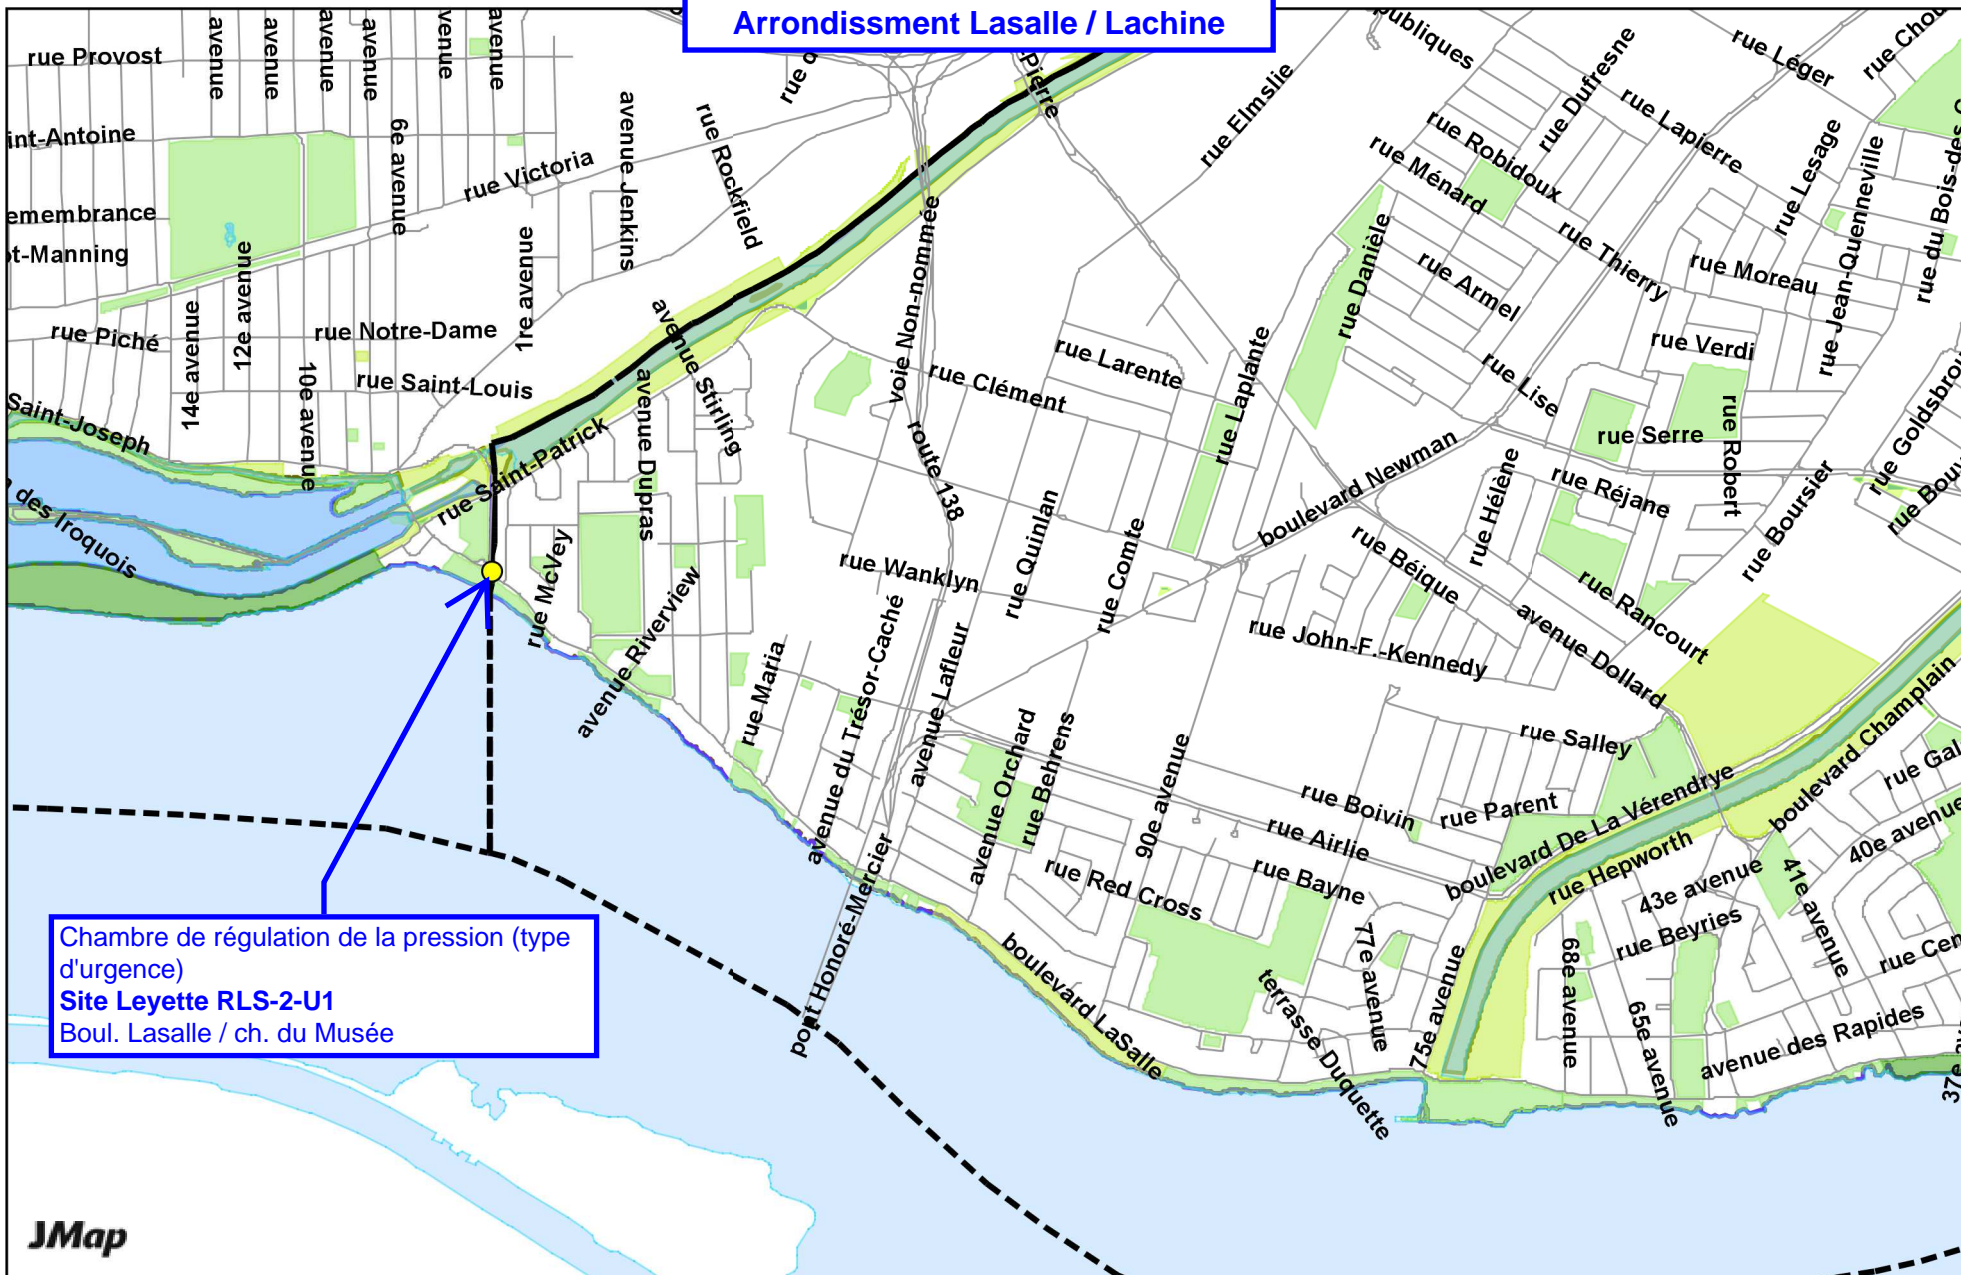 Arrondissment Lasalle / Lachine
rue Provost
avenue
avenue
avenue
avenue
avenue
rue Léger
rue Dufresne
rue Lapierre
rue Elmslie
rue Robidoux
rue Ménard
rue Lesage
6e avenue
rue Victoria
avenue Jenkins
rue Rockfield
rue Jean-Quenneville
12e avenue
1re avenue
voie Non-nommée
rue Danièle
rue Armel
rue Thierry
rue Moreau
rue Piché
14e avenue
rue Notre-Dame
10e avenue
rue Saint-Louis
avenue Stirling
avenue Dupras
rue Clément
rue Larente
rue Laplante
rue Lise
rue Verdi
rue Serre
rue Robert
Saint-Joseph
rue Saint-Patrick
route 138
boulevard Newman
rue Hélène
rue Réjane
rue Boursier
des Iroquois
rue McVey
avenue Riverview
rue Wanklyn
rue Quinlan
rue Comte
rue Béique
rue Rancourt
rue John-F.-Kennedy
avenue Dollard
rue Maria
avenue du Trésor-Caché
avenue Lafleur
avenue Orchard
rue Behrens
90e avenue
rue Salley
boulevard Champlain
rue Boivin
rue Parent
boulevard De La Vérendrye
rue Airlie
rue Hepworth
40e avenue
pont Honoré-Mercier
rue Red Cross
rue Bayne
43e avenue
41e avenue
rue Beyries
77e avenue
75e avenue
68e avenue
65e avenue
boulevard LaSalle
terrasse Duquette
avenue des Rapides
Chambre de régulation de la pression (type
d'urgence)
Site Leyette RLS-2-U1
Boul. Lasalle / ch. du Musée
JMap